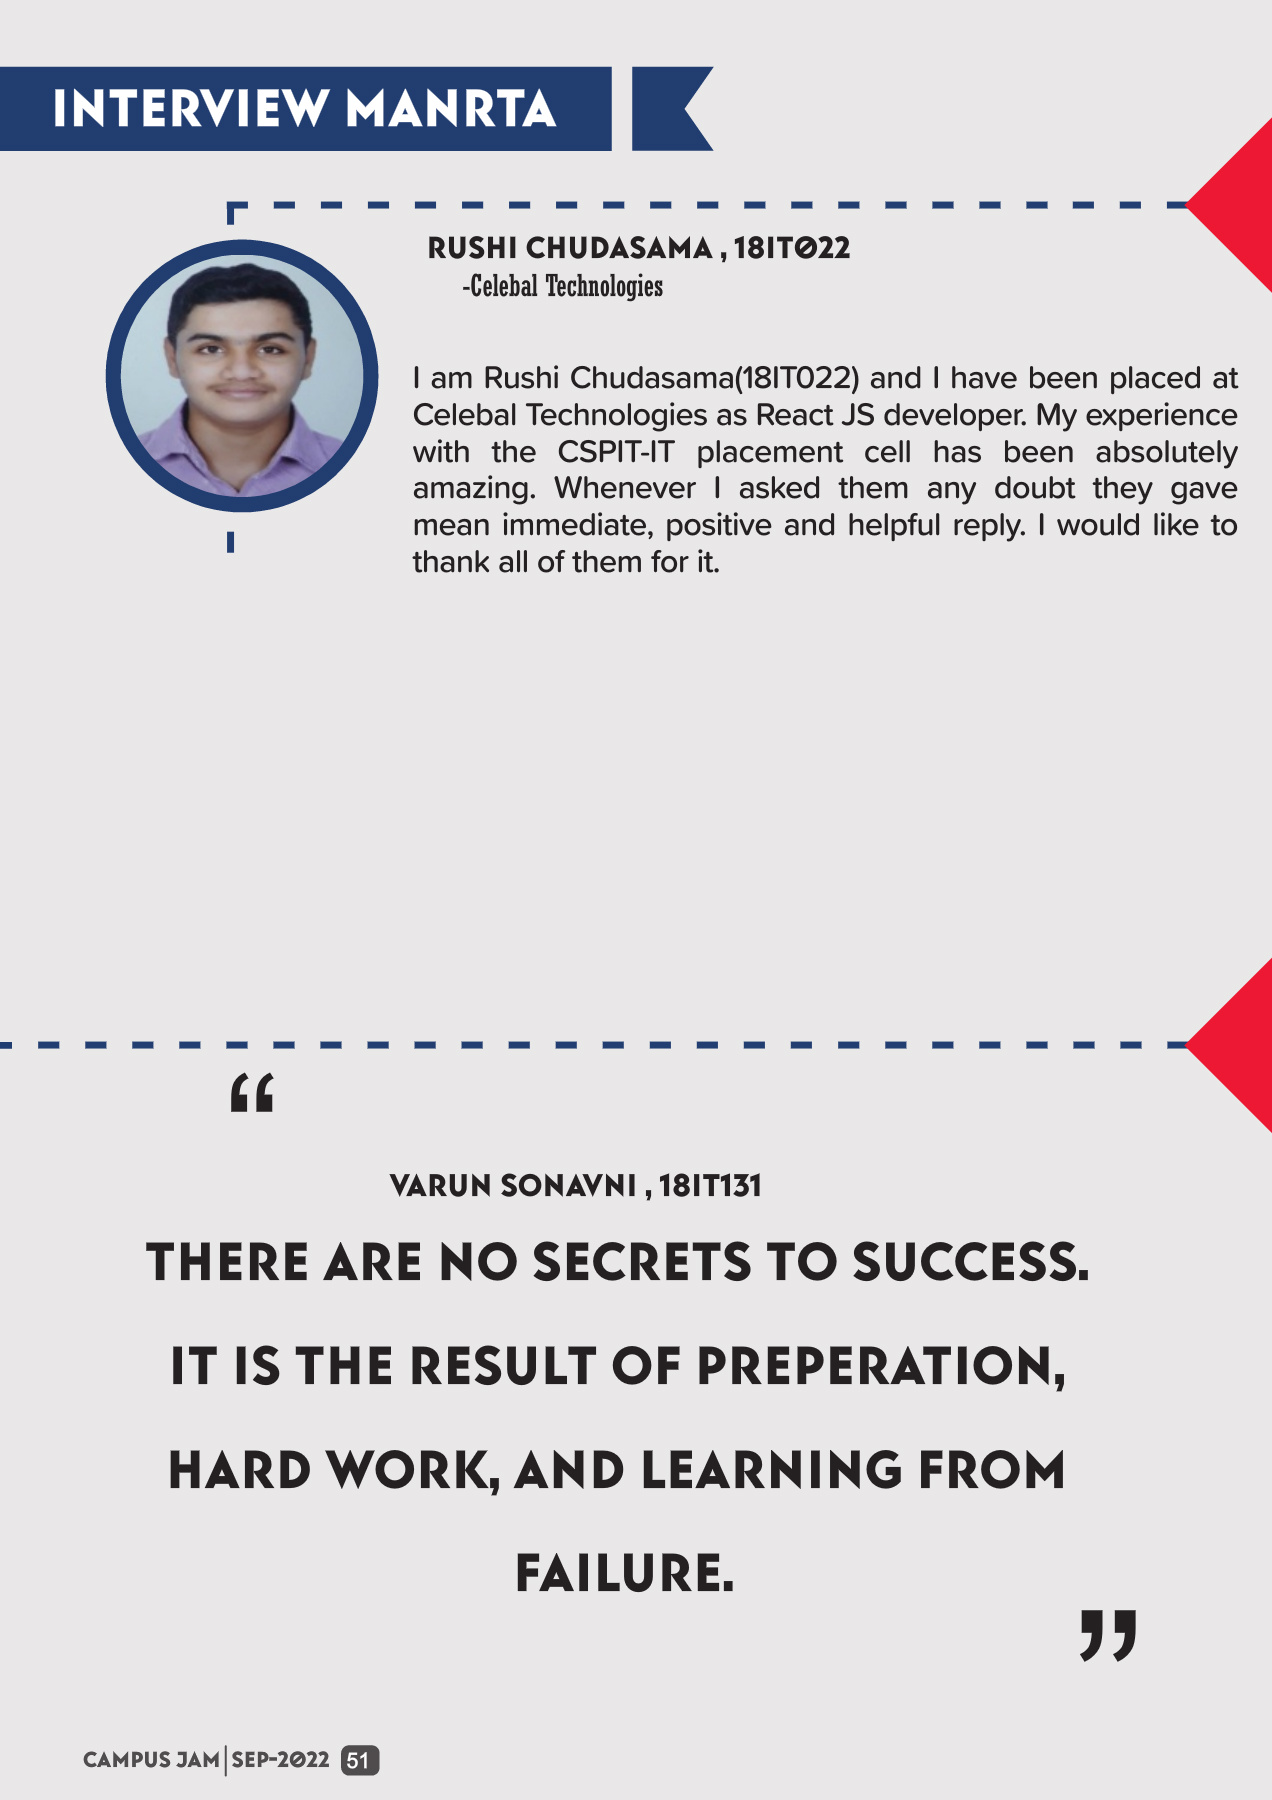 INTERVIEW MANRTA
RUSHI CHUDASAMA , 18IT022
-Celebal Technologies
I am Rushi Chudasama(18IT022) and I have been placed at
Celebal Technologies as React JS developer. My experience
with the CSPIT-IT placement cell has been absolutely
amazing. Whenever I asked them any doubt they gave
mean immediate, positive and helpful reply. I would like to
thank all of them for it.
“
VARUN SONAVNI , 18IT131
THERE ARE NO SECRETS TO SUCCESS.
IT IS THE RESULT OF PREPERATION,
HARD WORK, AND LEARNING FROM
FAILURE.
”
CAMPUS JAM|SEP-2022 51